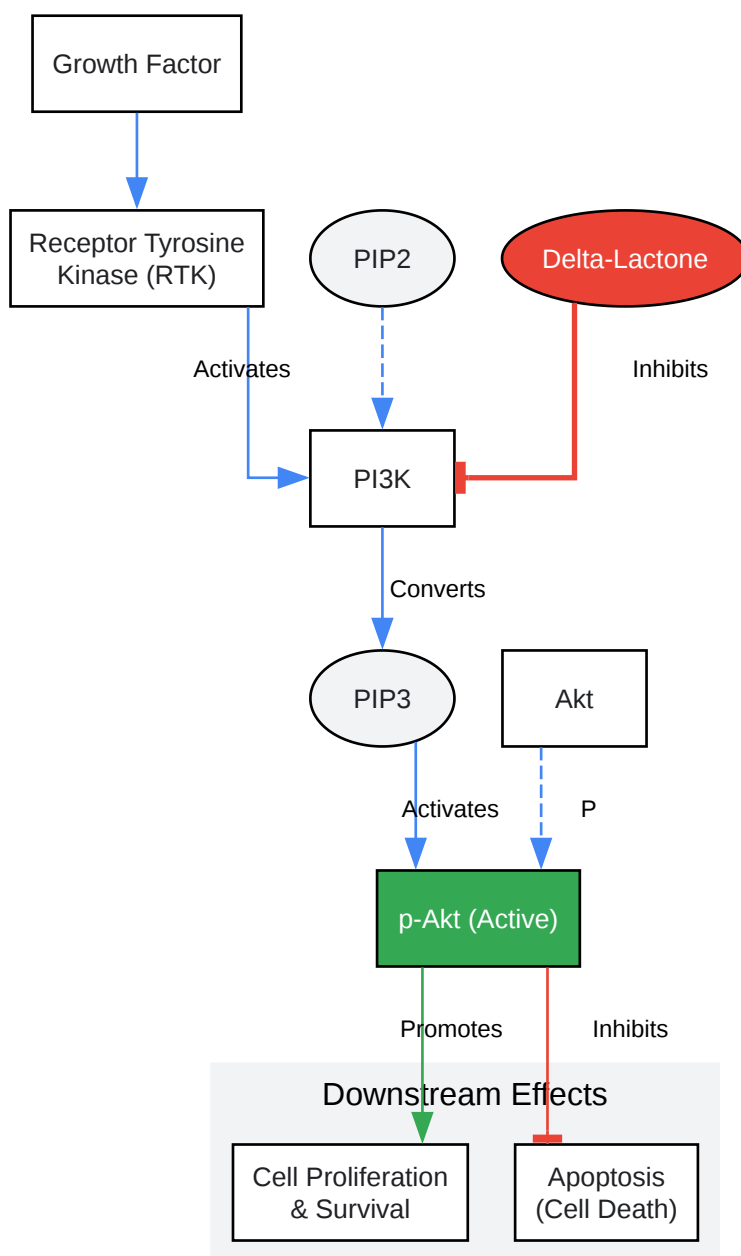 Growth Factor
Receptor Tyrosine
Kinase (RTK)
PIP2
Delta-Lactone
Activates
Inhibits
PI3K
Converts
PIP3
Akt
Activates
P
p-Akt (Active)
Promotes
Inhibits
Downstream Effects
Cell Proliferation
& Survival
Apoptosis
(Cell Death)